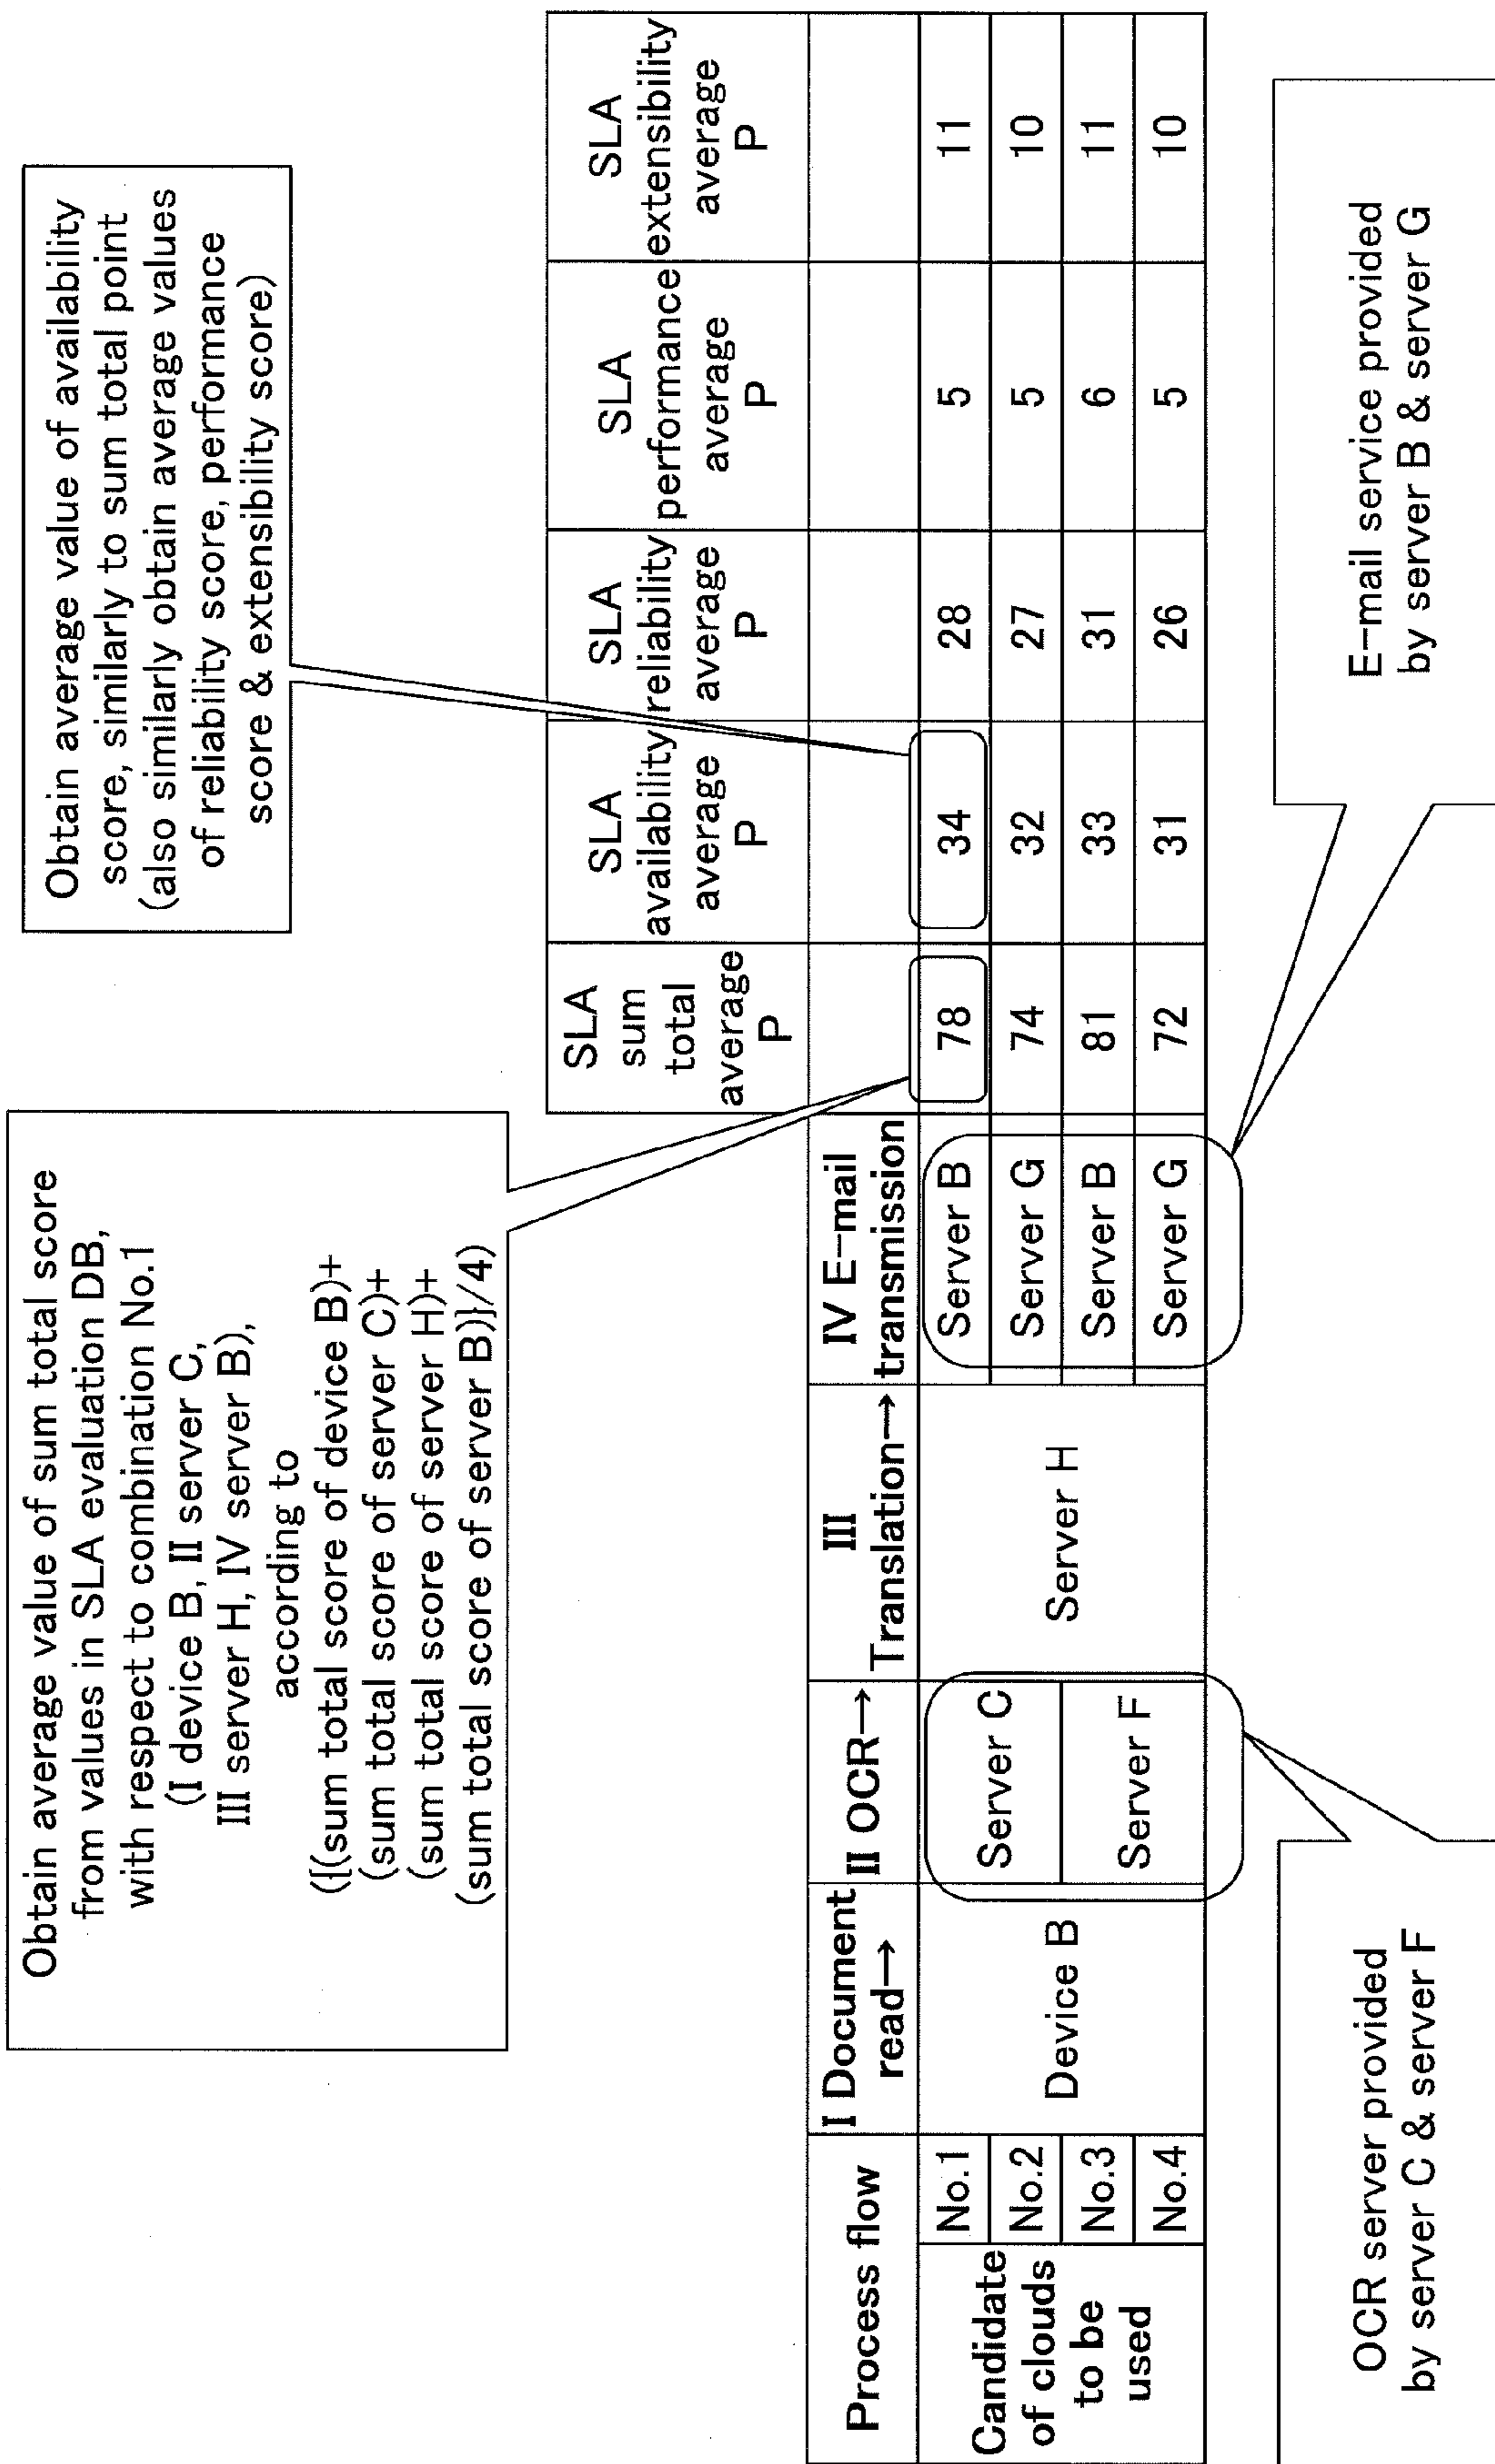 Obtain average value of sum total score
from values in SLA evaluation DB,
with respect to combination No.1
(I device B, II server C,
III server H, IV server B),
according to
({(sum total score of device B)+
(sum total score of server C)+
(sum total score of server H)+
(sum total score of server B)}/4)
Obtain average value of availability
score, similarly to sum total point
(also similarly obtain average values
of reliability score, performance
score & extensibility score)
SLA sum total average P
SLA availability average P
SLA reliability average P
SLA performance average P
SLA extensibility average P
Process flow
I Document read→
II OCR→
III Translation→
IV E-mail transmission
Candidate of clouds to be used
No.1 Device B Server C Server H Server B 78 34 28 5 11
No.2 Server G 74 32 27 5 10
No.3 Server F Server B 81 33 31 6 11
No.4 Server G 72 31 26 5 10
OCR server provided
by server C & server F
E-mail service provided
by server B & server G